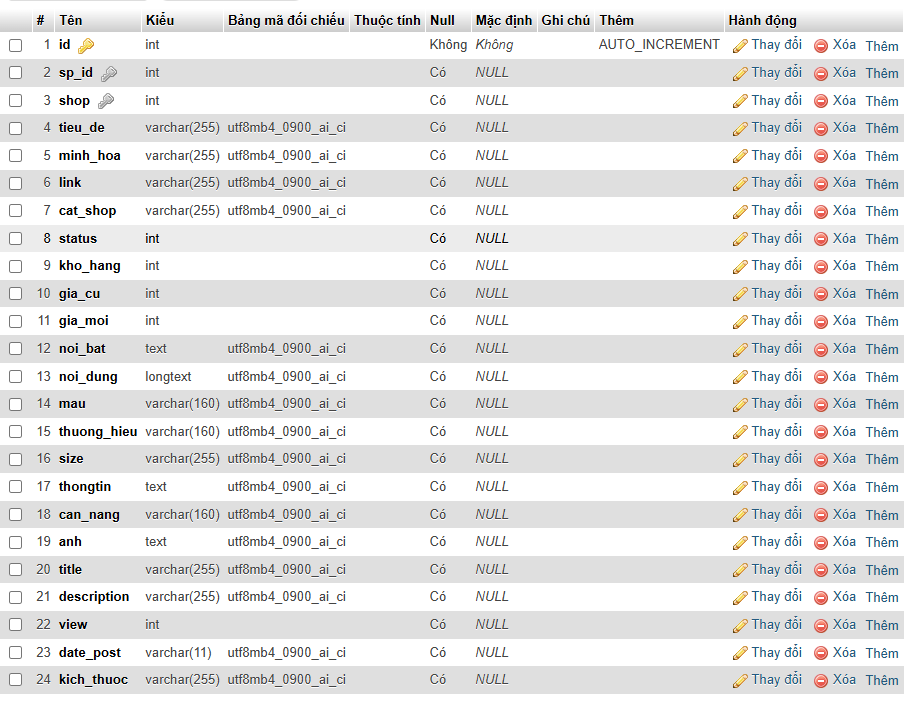 # Tên Kiểu Bảng mã đối chiếu Thuộc tính Null Mặc định Ghi chú Thêm Hành động
1 id int Không Không AUTO_INCREMENT Thay đổi Xóa Thêm
2 sp_id int Có NULL Thay đổi Xóa Thêm
3 shop int Có NULL Thay đổi Xóa Thêm
4 tieu_de varchar(255) utf8mb4_0900_ai_ci Có NULL Thay đổi Xóa Thêm
5 minh_hoa varchar(255) utf8mb4_0900_ai_ci Có NULL Thay đổi Xóa Thêm
6 link varchar(255) utf8mb4_0900_ai_ci Có NULL Thay đổi Xóa Thêm
7 cat_shop varchar(255) utf8mb4_0900_ai_ci Có NULL Thay đổi Xóa Thêm
8 status int Có NULL Thay đổi Xóa Thêm
9 kho_hang int Có NULL Thay đổi Xóa Thêm
10 gia_cu int Có NULL Thay đổi Xóa Thêm
11 gia_moi int Có NULL Thay đổi Xóa Thêm
12 noi_bat text utf8mb4_0900_ai_ci Có NULL Thay đổi Xóa Thêm
13 noi_dung longtext utf8mb4_0900_ai_ci Có NULL Thay đổi Xóa Thêm
14 mau varchar(160) utf8mb4_0900_ai_ci Có NULL Thay đổi Xóa Thêm
15 thuong_hieu varchar(160) utf8mb4_0900_ai_ci Có NULL Thay đổi Xóa Thêm
16 size varchar(255) utf8mb4_0900_ai_ci Có NULL Thay đổi Xóa Thêm
17 thongtin text utf8mb4_0900_ai_ci Có NULL Thay đổi Xóa Thêm
18 can_nang varchar(160) utf8mb4_0900_ai_ci Có NULL Thay đổi Xóa Thêm
19 anh text utf8mb4_0900_ai_ci Có NULL Thay đổi Xóa Thêm
20 title varchar(255) utf8mb4_0900_ai_ci Có NULL Thay đổi Xóa Thêm
21 description varchar(255) utf8mb4_0900_ai_ci Có NULL Thay đổi Xóa Thêm
22 view int Có NULL Thay đổi Xóa Thêm
23 date_post varchar(11) utf8mb4_0900_ai_ci Có NULL Thay đổi Xóa Thêm
24 kich_thuoc varchar(255) utf8mb4_0900_ai_ci Có NULL Thay đổi Xóa Thêm